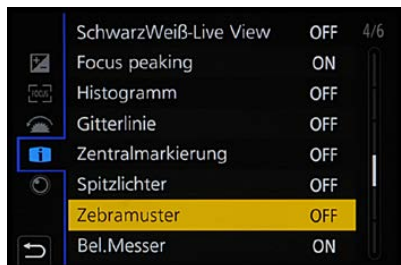 SchwarzWeiß-Live View OFF 4/6
Focus peaking ON
FOCUS Histogramm OFF
Gitterlinie OFF
Zentralmarkierung OFF
Spitzlichter OFF
Zebramuster OFF
Bel.Messer ON